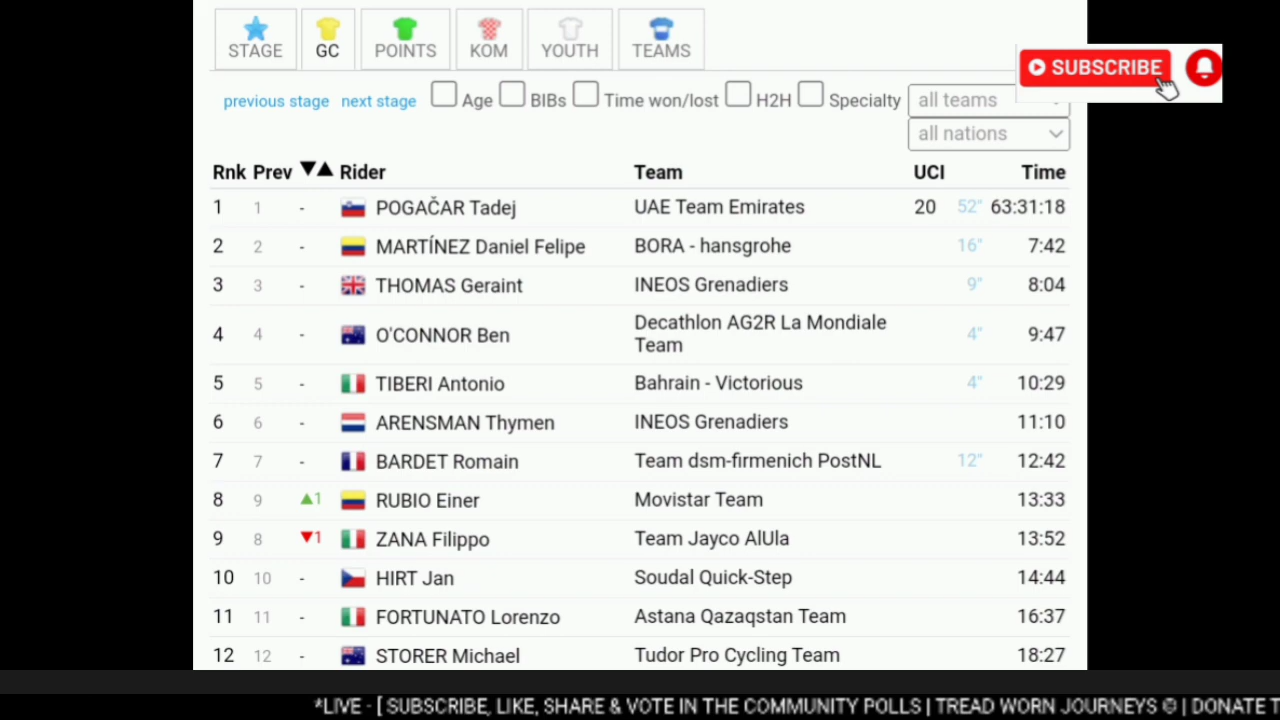 STAGE GC POINTS KOM YOUTH TEAMS
SUBSCRIBE
previous stage next stage Age BIBs Time won/lost H2H Specialty all teams
all nations
Rnk Prev ▼▲ Rider Team UCI Time
1 1 - POGAČAR Tadej UAE Team Emirates 20 52" 63:31:18
2 2 - MARTÍNEZ Daniel Felipe BORA - hansgrohe 16" 7:42
3 3 - THOMAS Geraint INEOS Grenadiers 9" 8:04
4 4 - O'CONNOR Ben Decathlon AG2R La Mondiale Team 4" 9:47
5 5 - TIBERI Antonio Bahrain - Victorious 4" 10:29
6 6 - ARENSMAN Thymen INEOS Grenadiers 11:10
7 7 - BARDET Romain Team dsm-firmenich PostNL 12" 12:42
8 9 ▲1 RUBIO Einer Movistar Team 13:33
9 8 ▼1 ZANA Filippo Team Jayco AlUla 13:52
10 10 - HIRT Jan Soudal Quick-Step 14:44
11 11 - FORTUNATO Lorenzo Astana Qazaqstan Team 16:37
12 12 - STORER Michael Tudor Pro Cycling Team 18:27
*LIVE - [ SUBSCRIBE, LIKE, SHARE & VOTE IN THE COMMUNITY POLLS | TREAD WORN JOURNEYS © | DONATE T